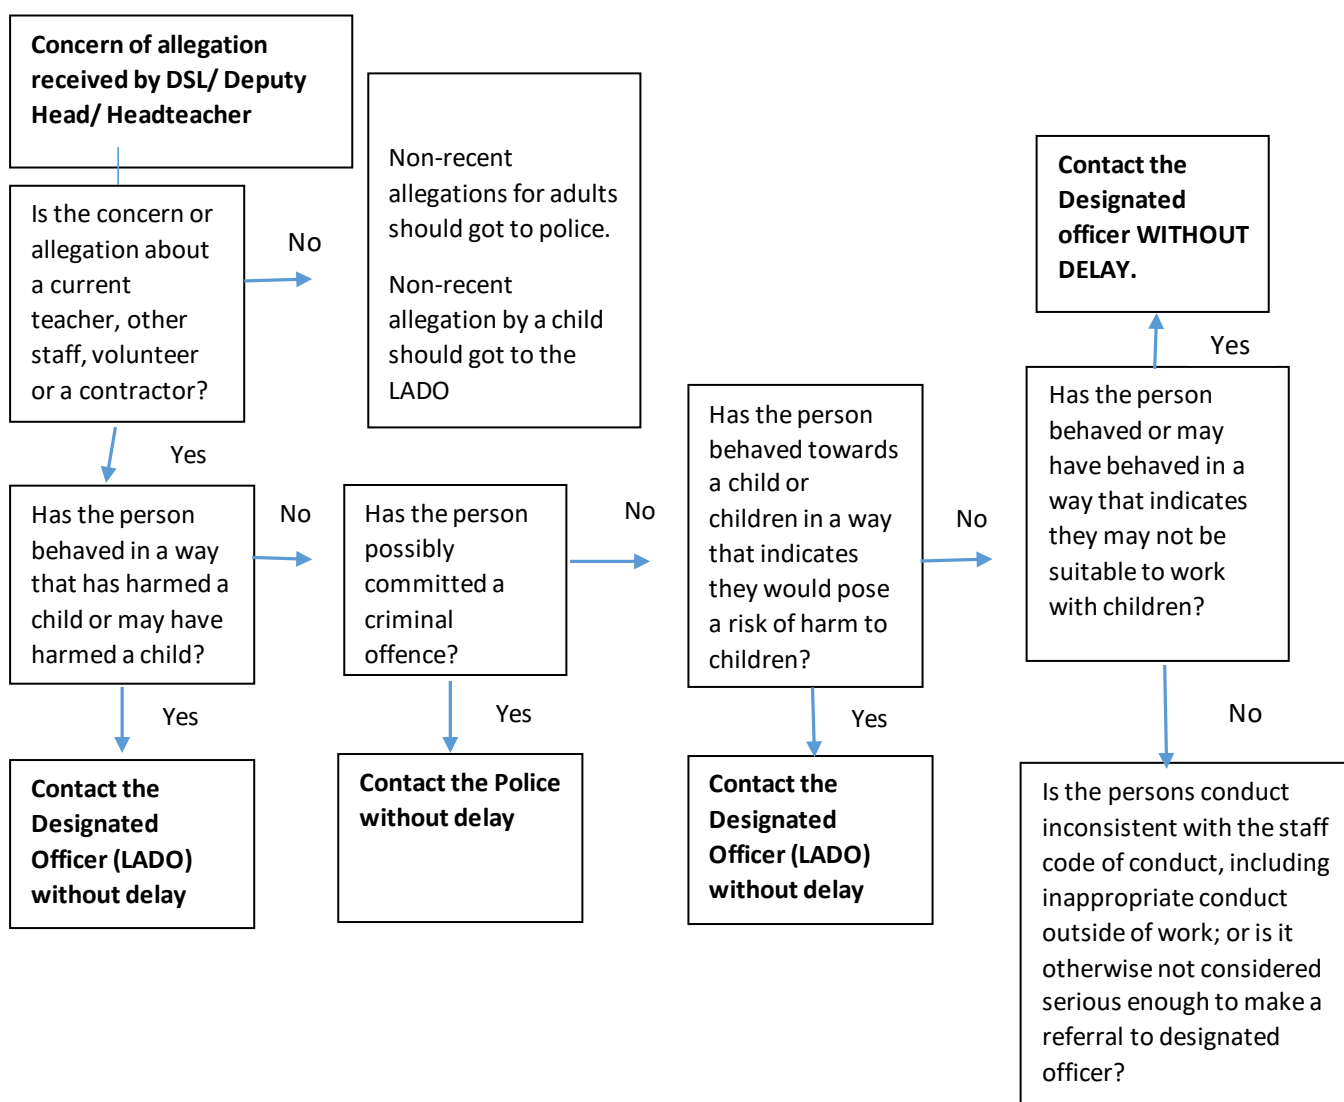 Concern of allegation
received by DSL/ Deputy
Head/ Headteacher
Is the concern or
allegation about
a current
teacher, other
staff, volunteer
or a contractor?
No
Non-recent
allegations for adults
should got to police.
Non-recent
allegation by a child
should got to the
LADO
Yes
Has the person
behaved in a way
that has harmed a
child or may have
harmed a child?
No
Yes
Contact the
Designated
Officer (LADO)
without delay
Has the person
possibly
committed a
criminal
offence?
No
Yes
Contact the Police
without delay
Has the person
behaved towards
a child or
children in a way
that indicates
they would pose
a risk of harm to
children?
No
Yes
Contact the
Designated
Officer (LADO)
without delay
Contact the
Designated
officer WITHOUT
DELAY.
Yes
Has the person
behaved or may
have behaved in a
way that indicates
they may not be
suitable to work
with children?
No
Is the persons conduct
inconsistent with the staff
code of conduct, including
inappropriate conduct
outside of work; or is it
otherwise not considered
serious enough to make a
referral to designated
officer?